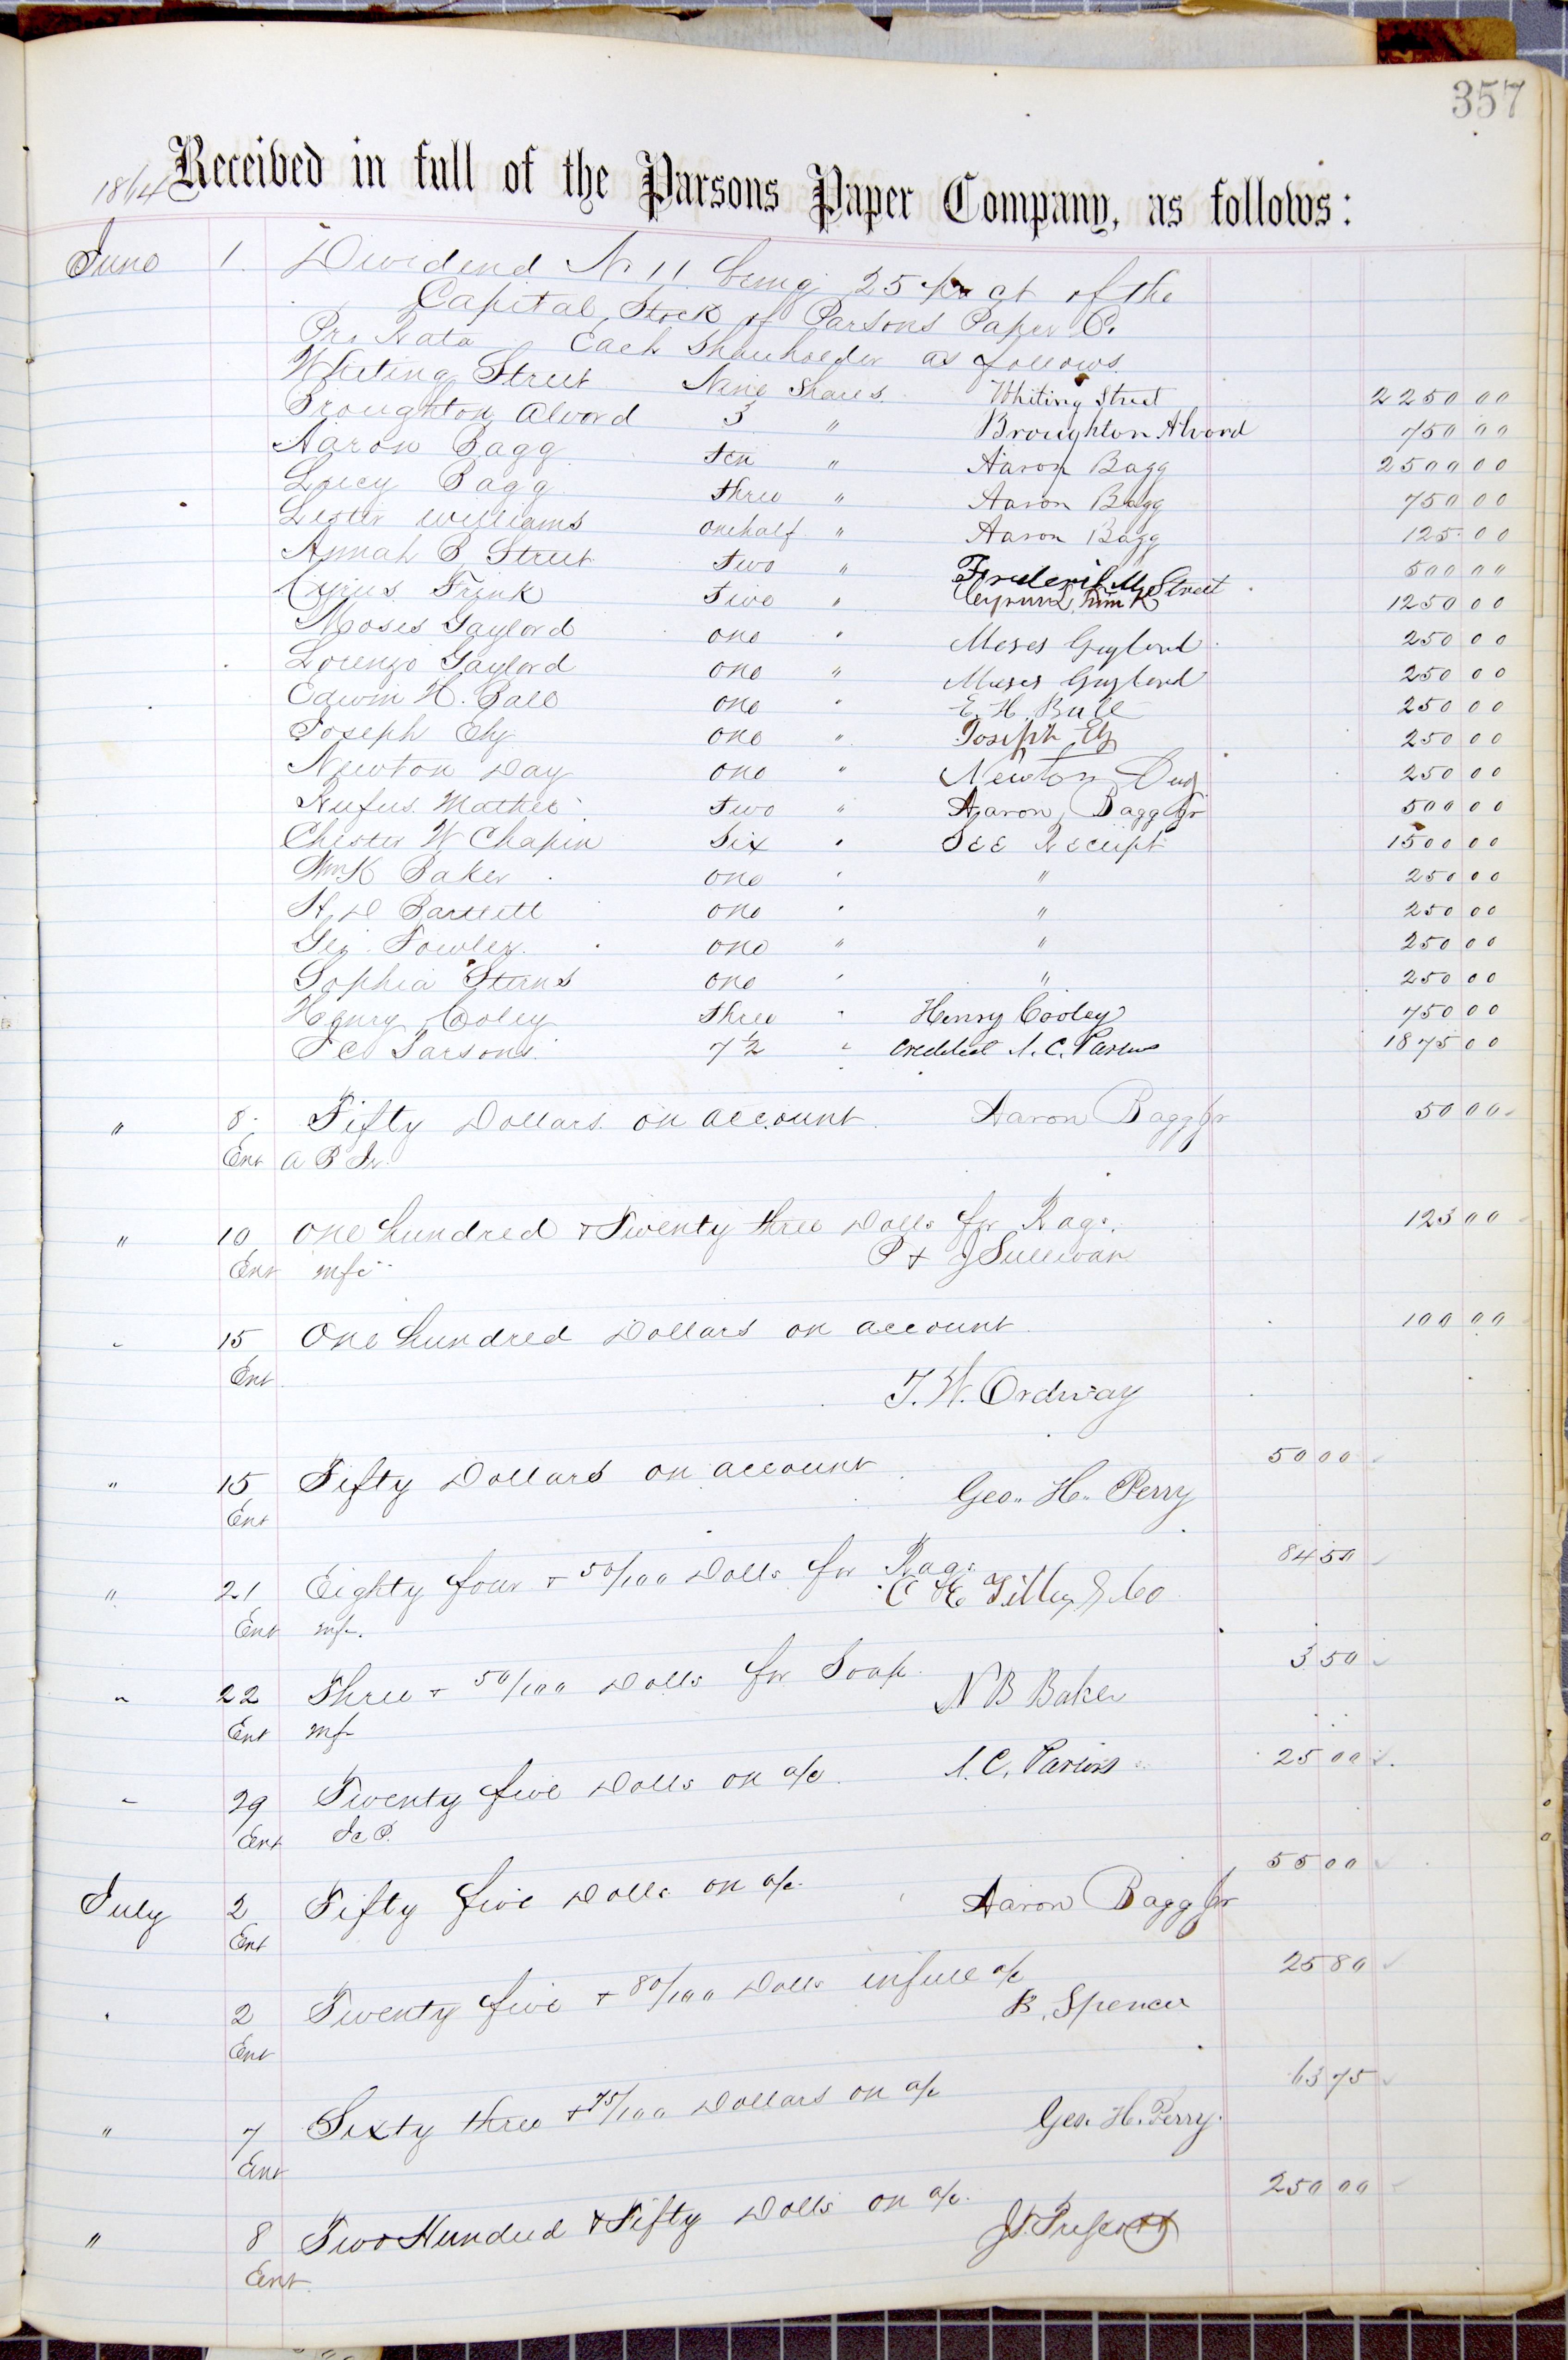 357
1864 Received in full of the Parsons Paper Company, as follows:
June 1. Dividend No 11 being 25 per ct of the
Capital Stock of Parsons Paper Co.
Pro Rata Each Shareholder as follows.
Whiting Street Nine Shares. Whiting Street 2250 00
Broughton Alvord 3 " Broughton Alvord 750 00
Aaron Bagg Ten " Aaron Bagg 2500 00
Lucy Bagg three " Aaron Bagg 750 00
Lester Williams one half " Aaron Bagg 125 00
Annah B Street Two " Frederick M Street 500 00
Cyrus Frink Five " Cyrus Frink 1250 00
Moses Gaylord one " Moses Gaylord 250 00
Lorenzo Gaylord one " Moses Gaylord 250 00
Edwin H. Ball one " E. H. Ball 250 00
Joseph Ely one " Joseph Ely 250 00
Newton Day one " Newton Day 250 00
Rufus Mather Two " Aaron Bagg Jr 500 00
Chester W Chapin Six " See Receipt 1500 00
Wm K Baker one " " 250 00
H D Bartlett one " " 250 00
Geo. Fowler one " " 250 00
Sophia Stearns one " " 250 00
Henry Cooley three " Henry Cooley 750 00
J C Parsons 7 1/2 " Credited J. C. Parsons 1875 00
" 8 Fifty Dollars on account. Aaron Bagg Jr 50 00
Ent A B Jr.
" 10 One hundred & Twenty three Dolls for Rags. 123 00
Ent mfc P & J Sullivan
" 15 One hundred Dollars on account 100 00
Ent T. W. Ordway
" 15 Fifty Dollars on account Geo. H. Perry 50 00
Ent
" 21 Eighty four & 50/100 Dolls for Rags 84 50
Ent mf. C H Tilley & Co
" 22 Three & 50/100 Dolls for Soap. N B Baker 3 50
Ent mf
" 29 Twenty five Dolls on a/c. J. C. Parsons 25 00
Ent J C P.
July 2 Fifty five Dolls on a/c. Aaron Bagg Jr 55 00
Ent
" 2 Twenty five & 80/100 Dolls in full a/c B. Spencer 25 80
Ent
" 7 Sixty three & 75/100 Dollars on a/c Geo. H. Perry. 63 75
Ent
" 8 Two Hundred & Fifty Dolls on a/c. J. Prescott 250 00
Ent.